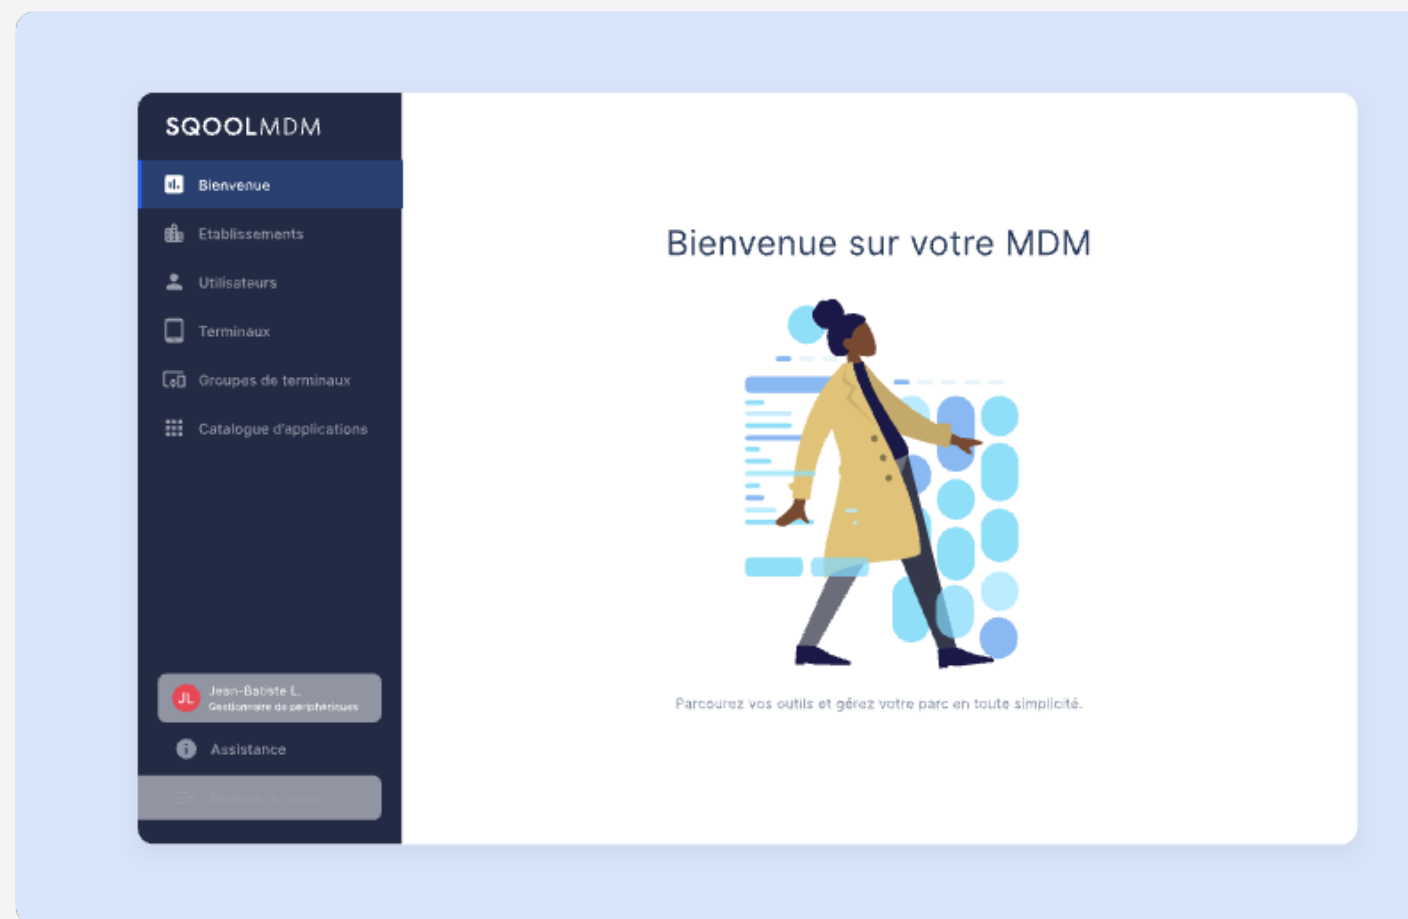 SQOOLMDM
Bienvenue
Etablissements
Utilisateurs
Terminaux
Groupes de terminaux
Catalogue d'applications
JL
Jean-Batiste L.
Gestionnaire de périphériques
Assistance
Bienvenue sur votre MDM
Parcourez vos outils et gérez votre parc en toute simplicité.